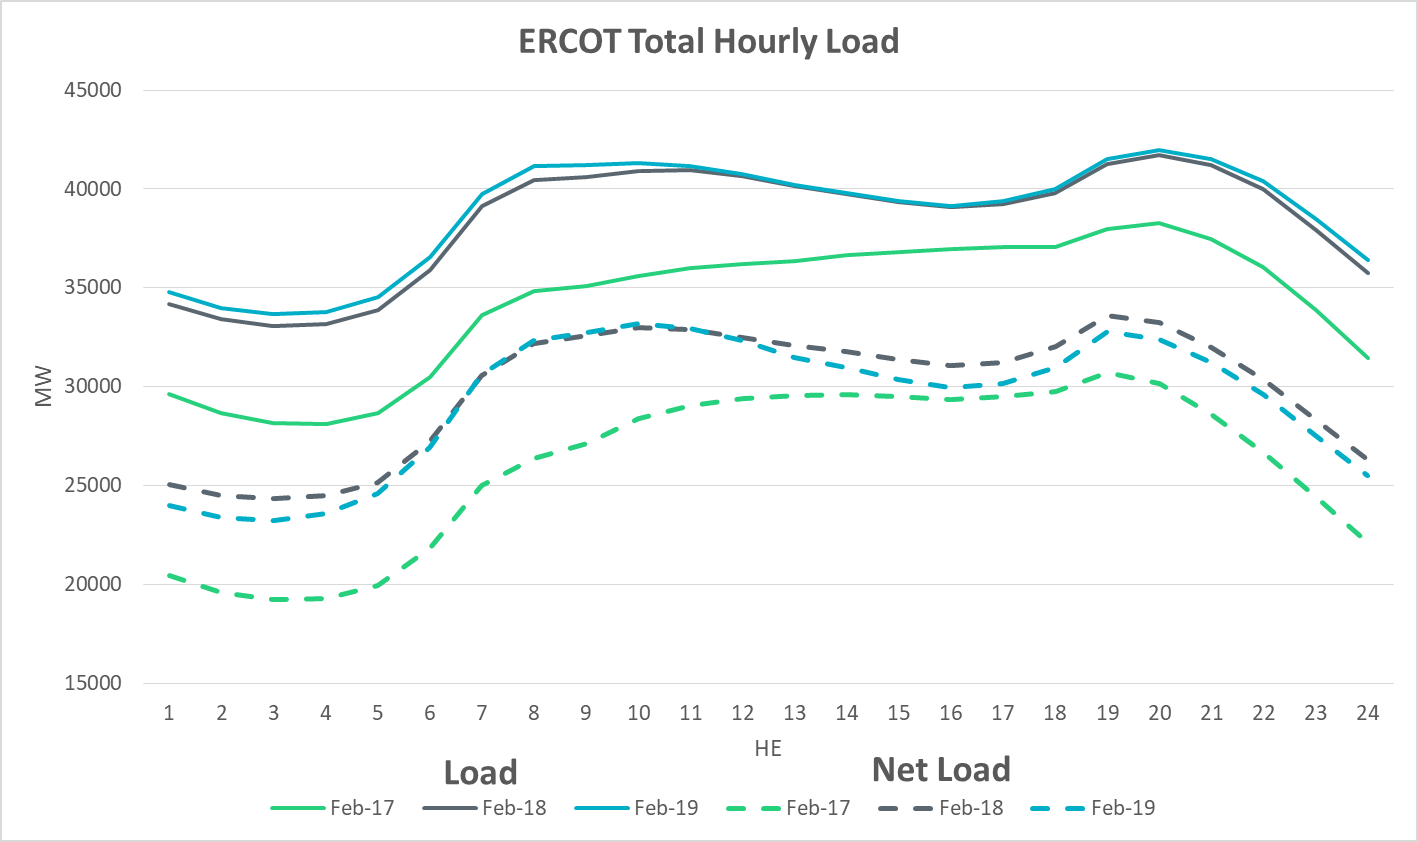 ERCOT Total Hourly Load
45000
40000
35000
30000
25000
20000
15000
MW
1 2 3 4 5 6 7 8 9 10 11 12 13 14 15 16 17 18 19 20 21 22 23 24
HE
Load Net Load
Feb-17 Feb-18 Feb-19 Feb-17 Feb-18 Feb-19